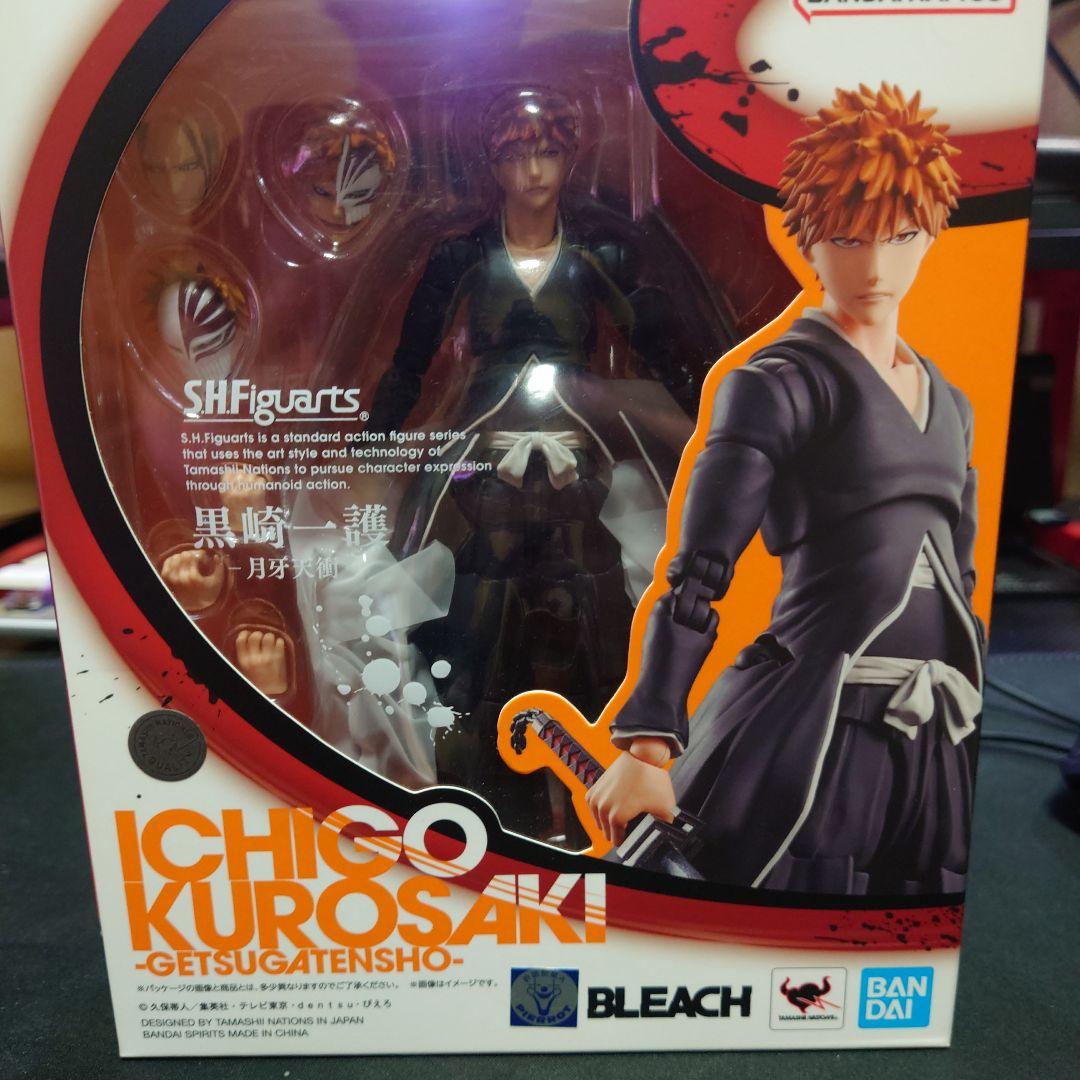 S.H.Figuarts®
S.H.Figuarts is a standard action figure series
that uses the art style and technology of
Tamashii Nations to pursue character expression
through humanoid action.
黒崎一護
-月牙天衝
TAMASHII NATIONS
QUALITY
ICHIGO
KUROSAKI
-GETSUGATENSHO-
※パッケージの画像と商品とは、多少異なりますのでご了承ください。 ※画像はイメージです。
©久保帯人/集英社・テレビ東京・dentsu・ぴえろ
DESIGNED BY TAMASHII NATIONS IN JAPAN
BANDAI SPIRITS MADE IN CHINA
PIERROT
BLEACH
TAMASHII NATIONS
BAN
DAI